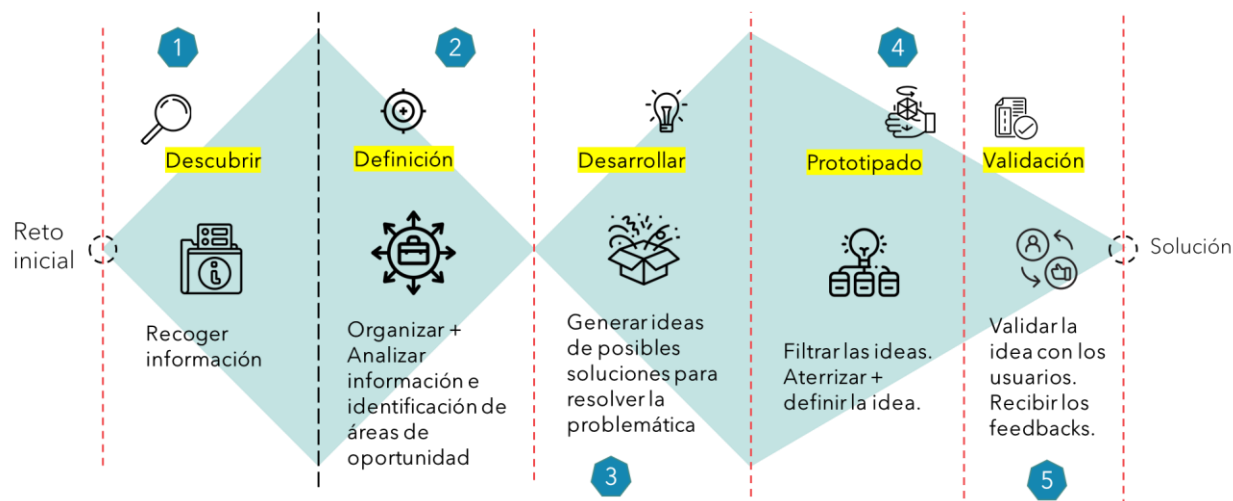 1
2
4
Descubrir
Definición
Desarrollar
Prototipado
Validación
Reto
inicial
Solución
Recoger
información
Organizar +
Analizar
información e
identificación de
áreas de
oportunidad
Generar ideas
de posibles
soluciones para
resolver la
problemática
Filtrar las ideas.
Aterrizar +
definir la idea.
Validar la
idea con los
usuarios.
Recibir los
feedbacks.
3
5